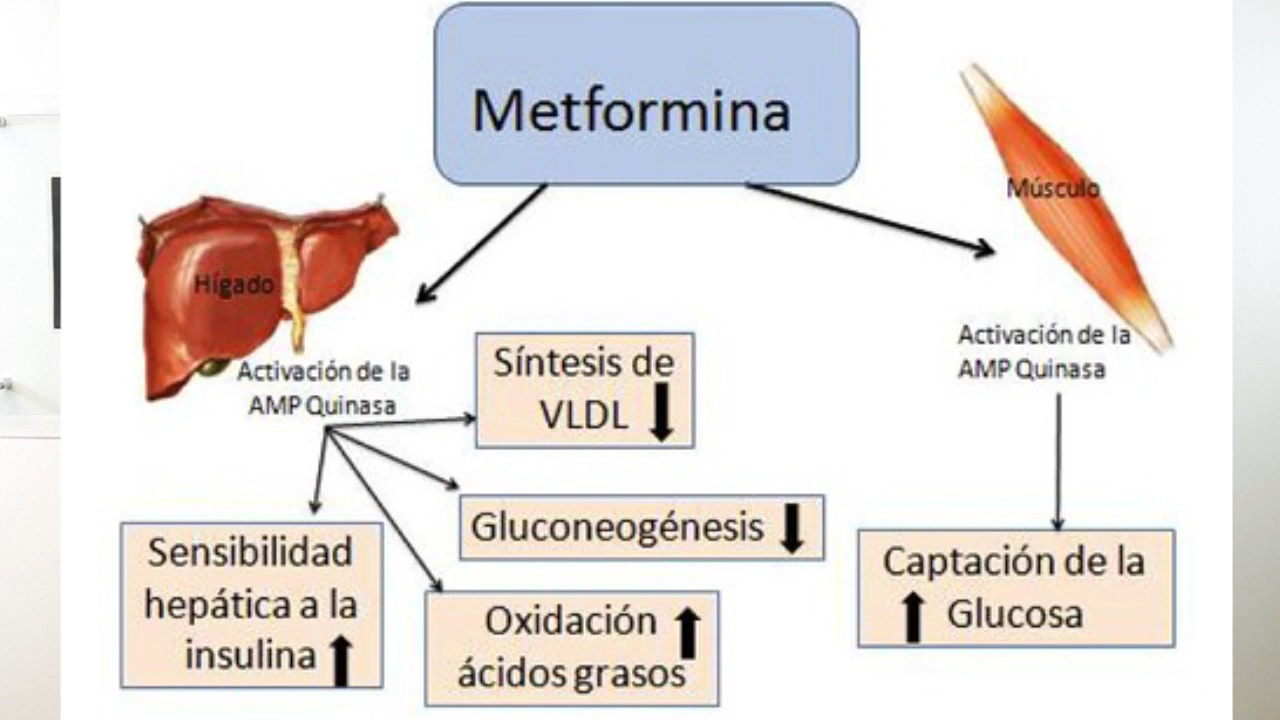 Metformina
Hígado
Músculo
Activación de la
AMP Quinasa
Síntesis de
VLDL
Gluconeogénesis
Sensibilidad
hepática a la
insulina
Oxidación
ácidos grasos
Activación de la
AMP Quinasa
Captación de la
Glucosa